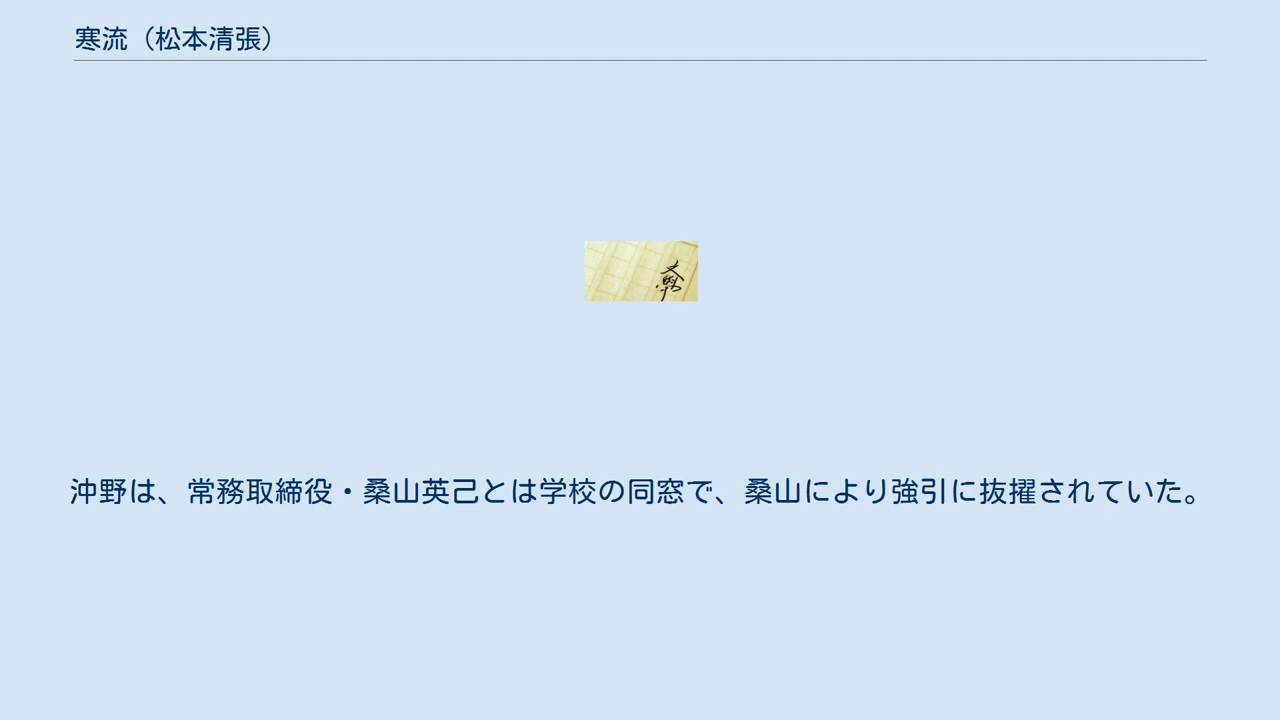 寒流（松本清張）
沖野は、常務取締役・桑山英己とは学校の同窓で、桑山により強引に抜擢されていた。